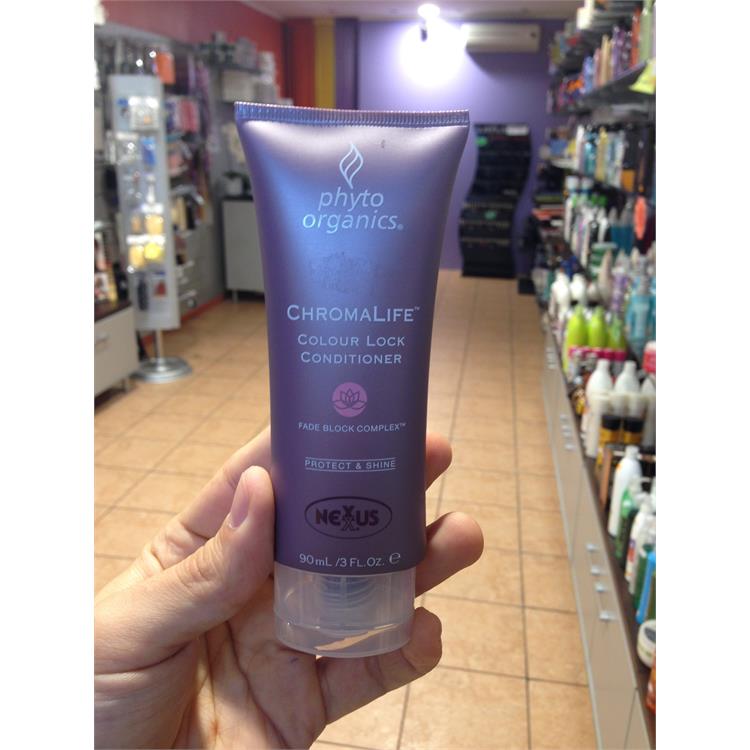 phyto
organics®
CHROMALIFE™
COLOUR LOCK
CONDITIONER
FADE BLOCK COMPLEX™
PROTECT & SHINE
NEXXUS®
90mL /3 FL.OZ. ℮